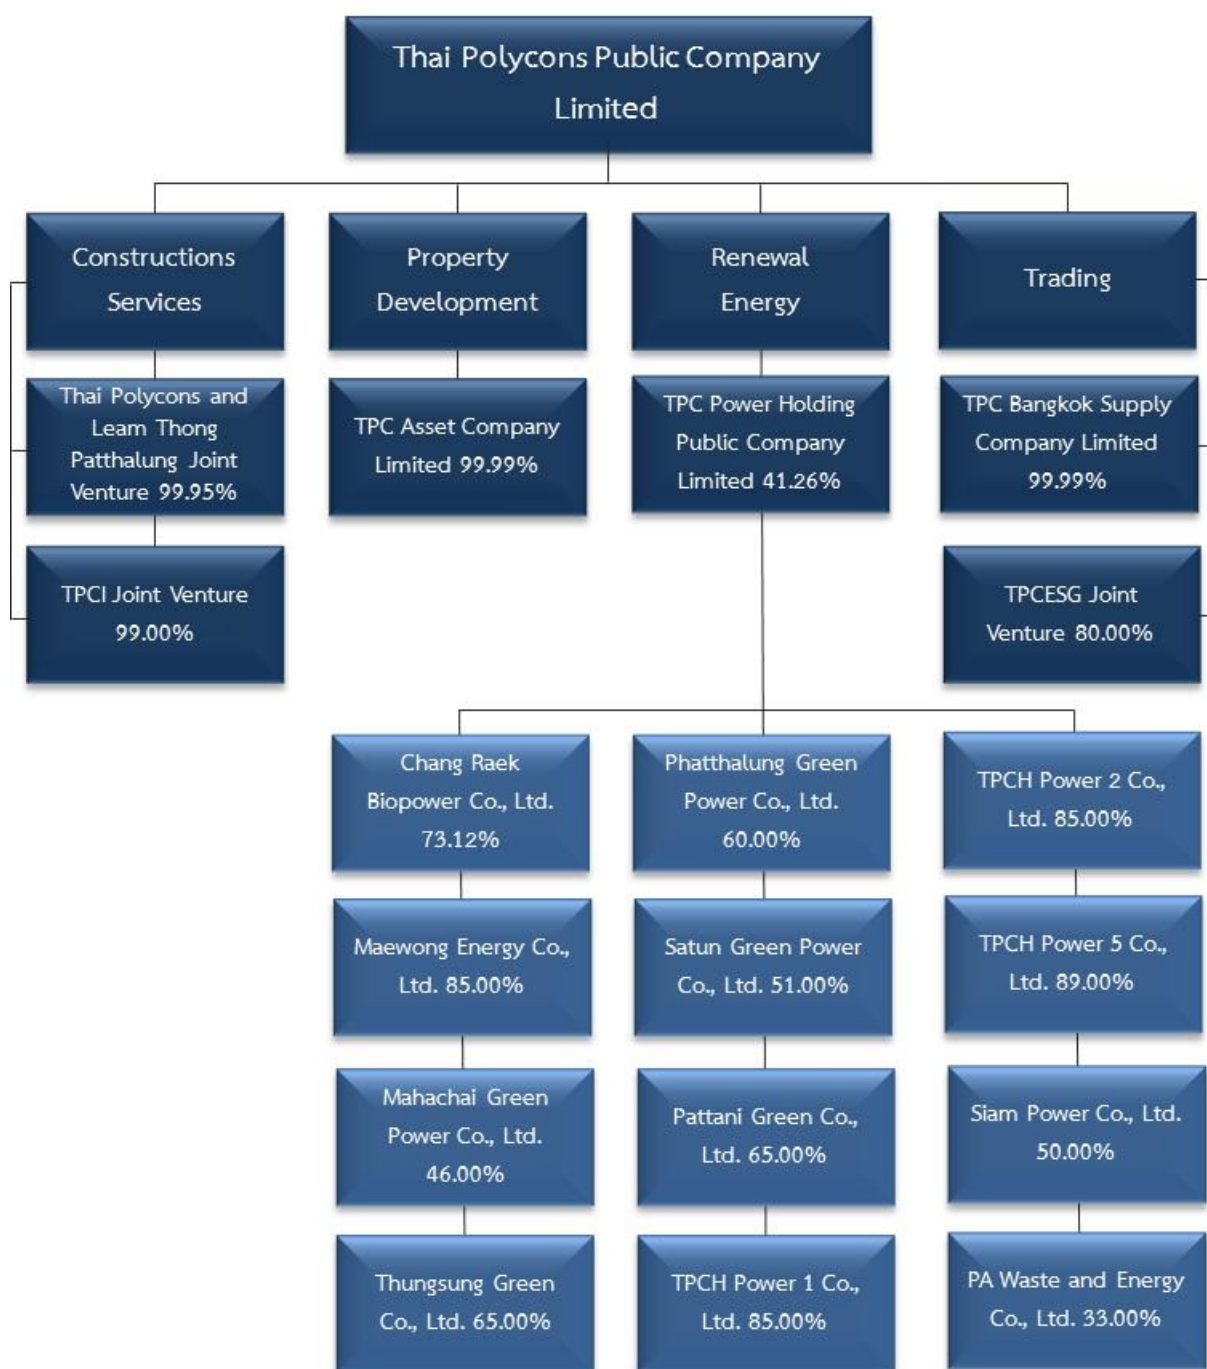 Thai Polycons Public Company
Limited
Constructions
Services
Property
Development
Renewal
Energy
Trading
Thai Polycons and
Leam Thong
Patthalung Joint
Venture 99.95%
TPC Asset Company
Limited 99.99%
TPC Power Holding
Public Company
Limited 41.26%
TPC Bangkok Supply
Company Limited
99.99%
TPCI Joint Venture
99.00%
TPCESG Joint
Venture 80.00%
Chang Raek
Biopower Co., Ltd.
73.12%
Phatthalung Green
Power Co., Ltd.
60.00%
TPCH Power 2 Co.,
Ltd. 85.00%
Maewong Energy Co.,
Ltd. 85.00%
Satun Green Power
Co., Ltd. 51.00%
TPCH Power 5 Co.,
Ltd. 89.00%
Mahachai Green
Power Co., Ltd.
46.00%
Pattani Green Co.,
Ltd. 65.00%
Siam Power Co., Ltd.
50.00%
Thungsung Green
Co., Ltd. 65.00%
TPCH Power 1 Co.,
Ltd. 85.00%
PA Waste and Energy
Co., Ltd. 33.00%